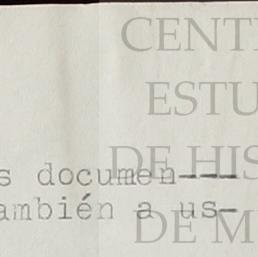 CENT
ESTU
DE HIS
s documen---
ambién a us-
DE M